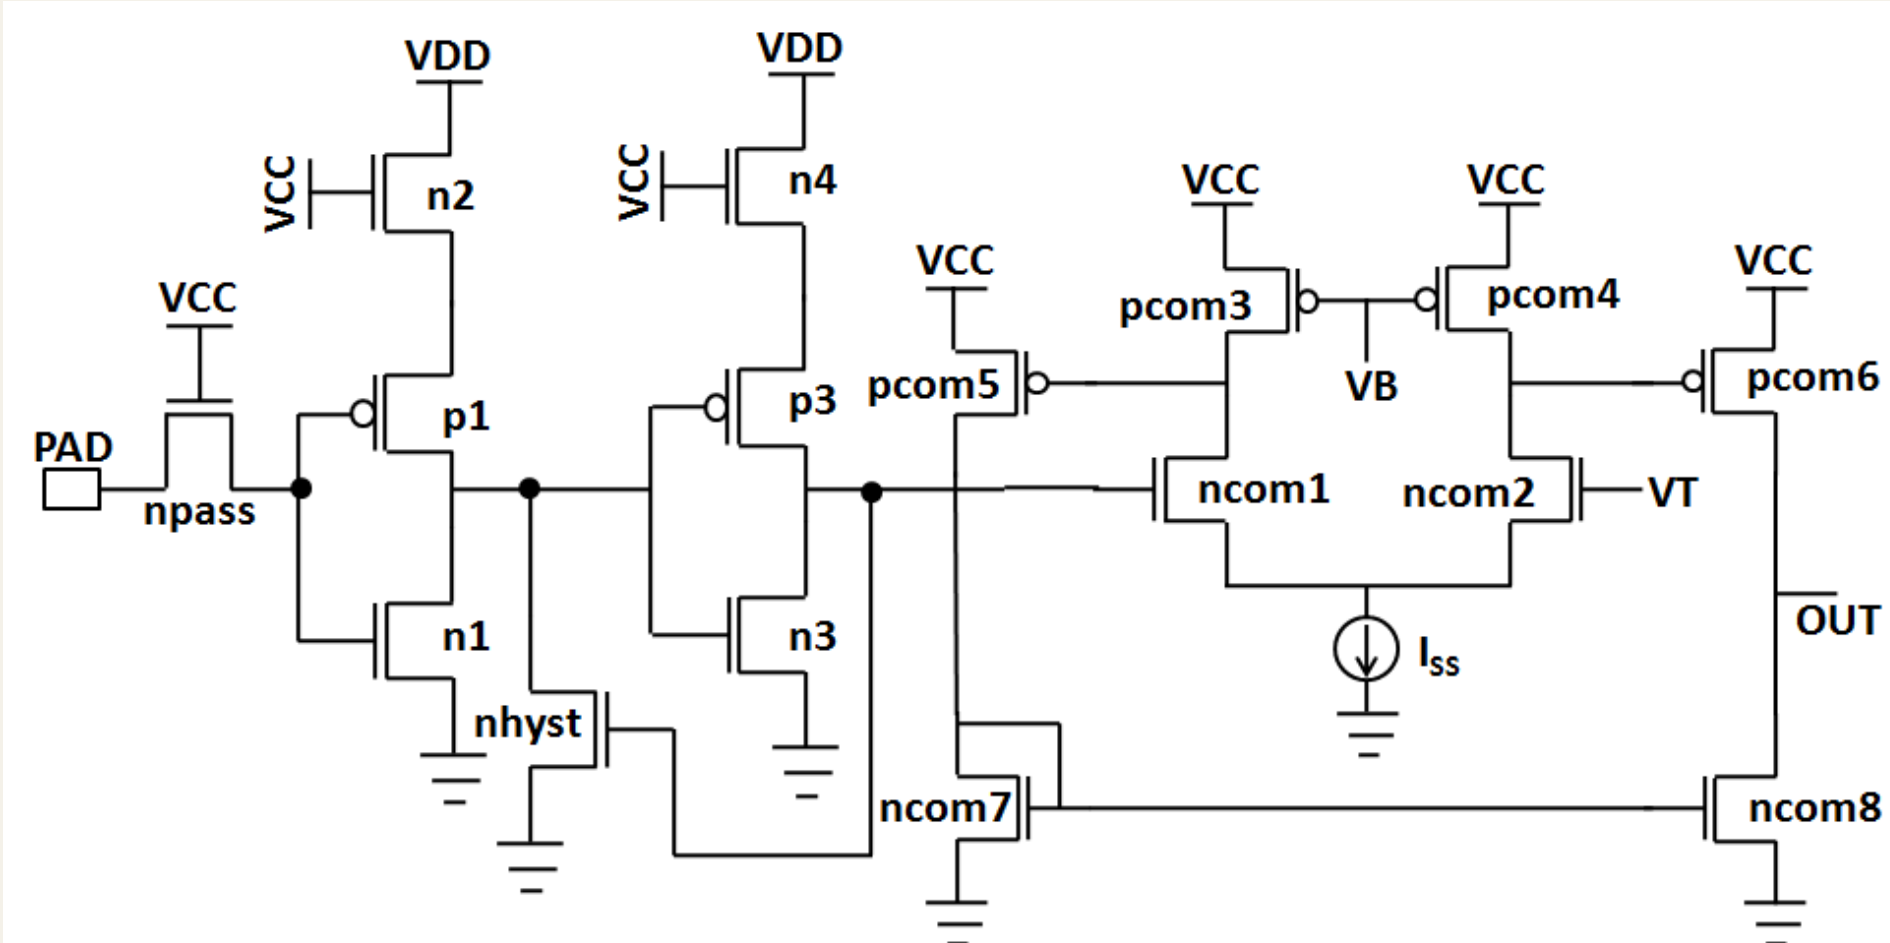 VDD
VDD
VCC
n2
VCC
n4
VCC
VCC
VCC
VCC
VCC
pcom3
pcom4
VB
pcom5
pcom6
p1
p3
PAD
npass
ncom1
ncom2
VT
n1
n3
OUT
ISS
nhyst
ncom7
ncom8